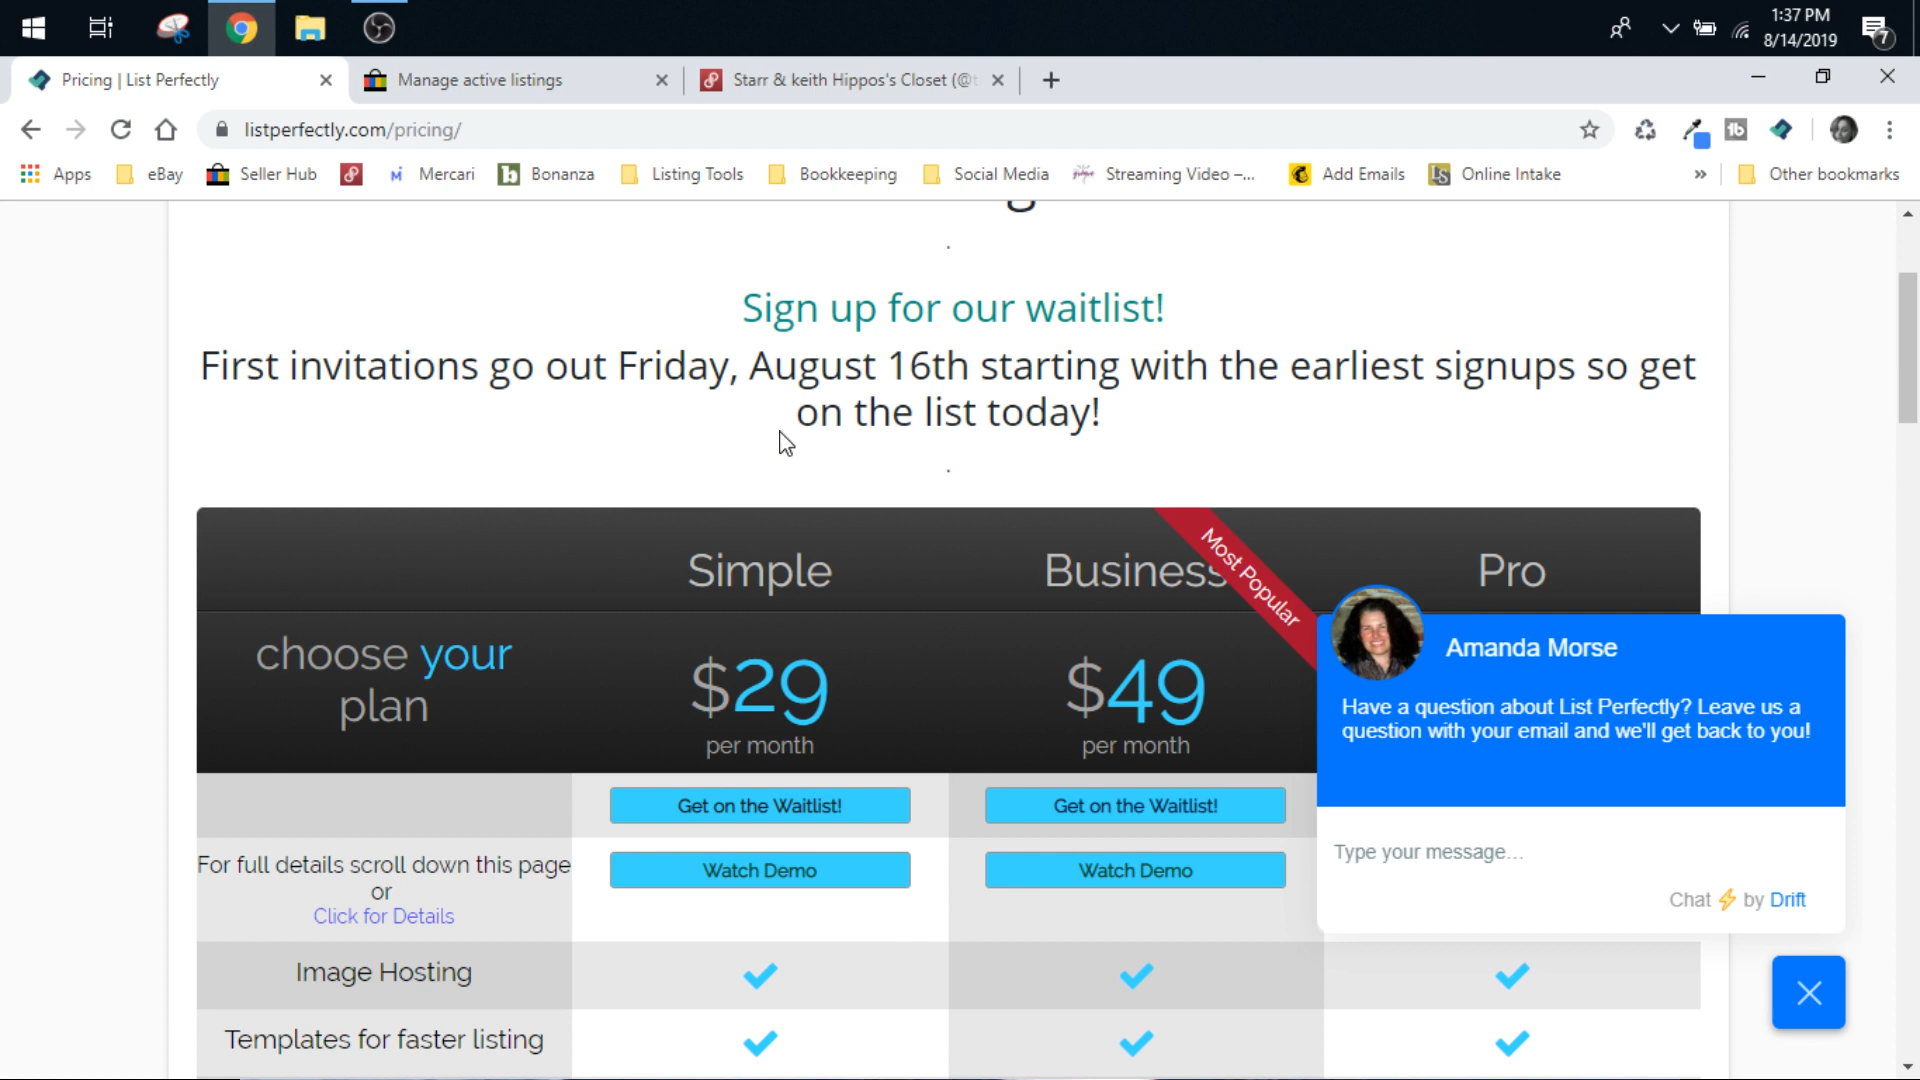 1:37 PM
8/14/2019
7
Pricing | List Perfectly
Manage active listings
Starr & keith Hippos's Closet (@t
listperfectly.com/pricing/
Apps
eBay
Seller Hub
Mercari
Bonanza
Listing Tools
Bookkeeping
Social Media
Streaming Video –...
Add Emails
Online Intake
»
Other bookmarks
.
Sign up for our waitlist!
First invitations go out Friday, August 16th starting with the earliest signups so get
on the list today!
.
Simple
Business
Pro
Most Popular
choose your
plan
$29
per month
$49
per month
Get on the Waitlist!
Get on the Waitlist!
For full details scroll down this page
or
Click for Details
Watch Demo
Watch Demo
Image Hosting
Templates for faster listing
Amanda Morse
Have a question about List Perfectly? Leave us a
question with your email and we'll get back to you!
Type your message...
Chat by Drift